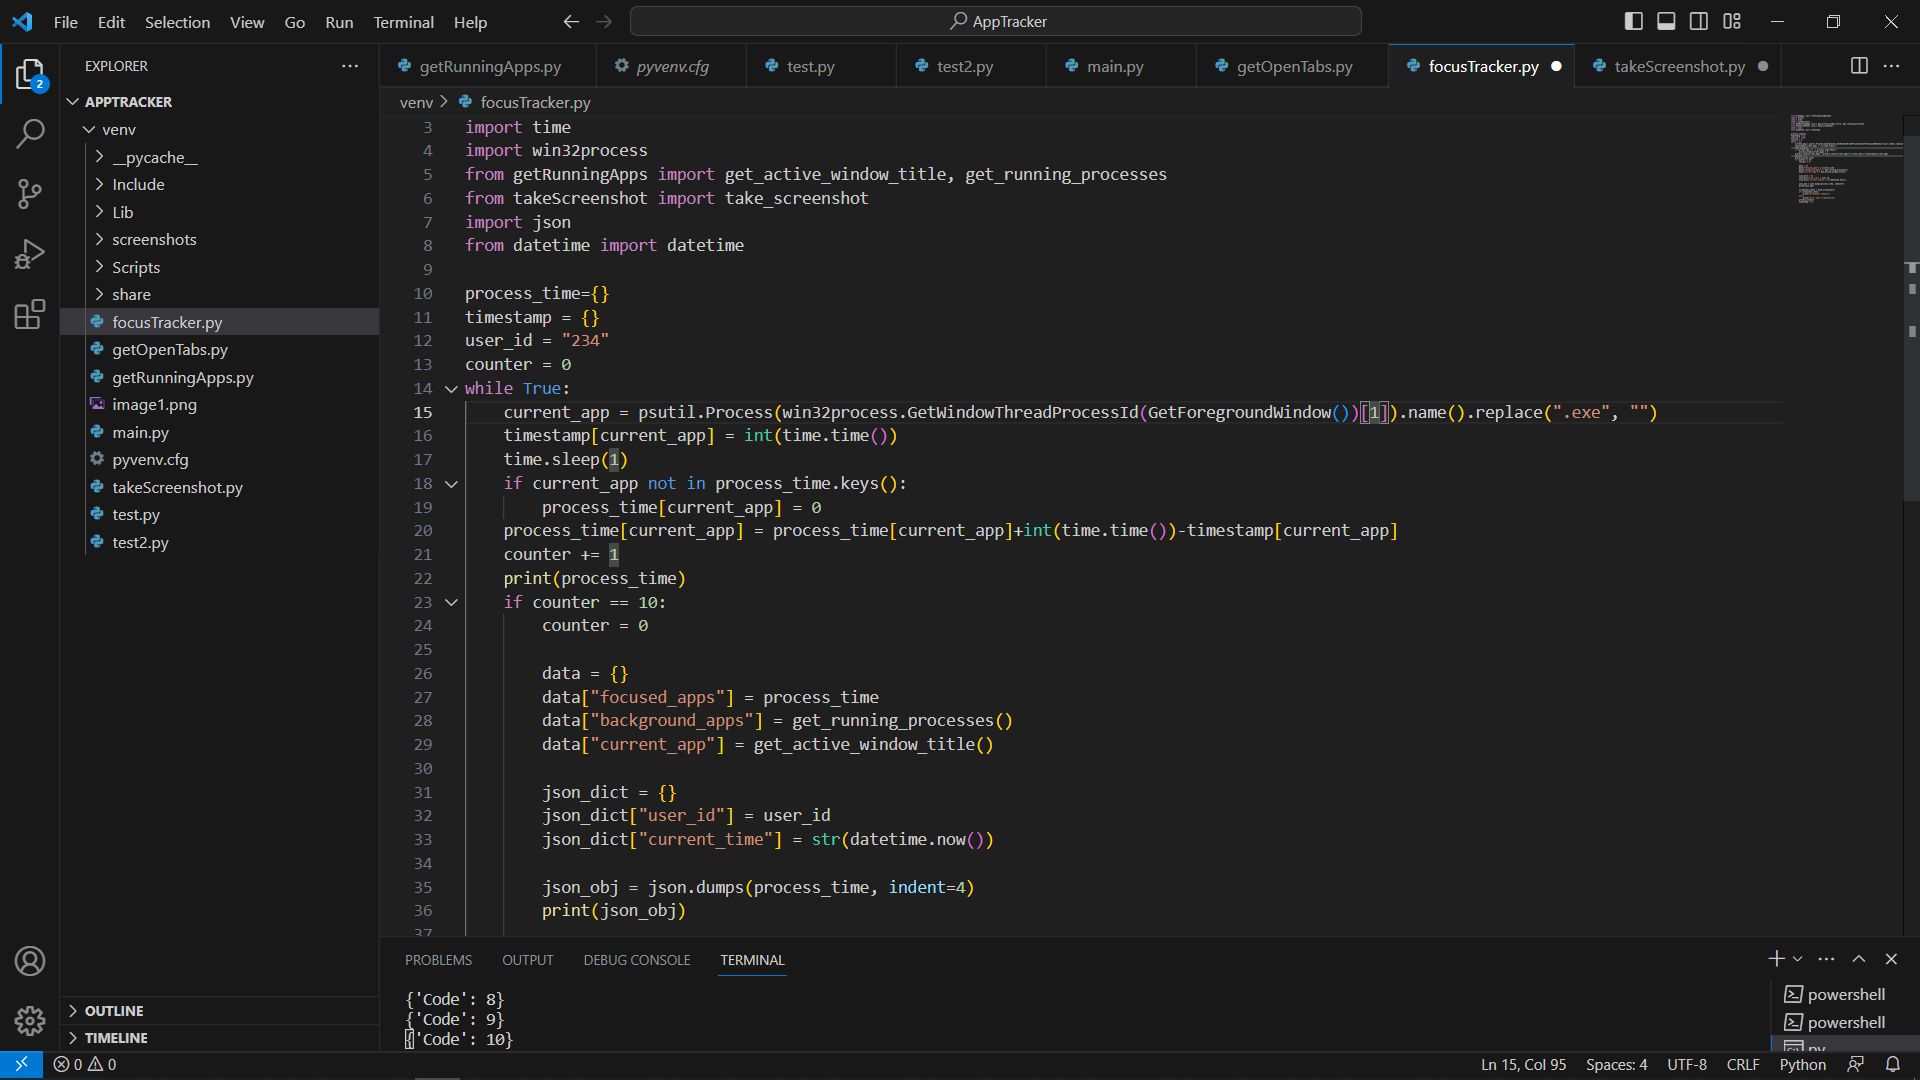 File Edit Selection View Go Run Terminal Help
AppTracker
EXPLORER
2
APPTRACKER
venv
__pycache__
Include
Lib
screenshots
Scripts
share
focusTracker.py
getOpenTabs.py
getRunningApps.py
image1.png
main.py
pyvenv.cfg
takeScreenshot.py
test.py
test2.py
OUTLINE
TIMELINE
getRunningApps.py pyvenv.cfg test.py test2.py main.py getOpenTabs.py focusTracker.py takeScreenshot.py
venv > focusTracker.py
3 import time
4 import win32process
5 from getRunningApps import get_active_window_title, get_running_processes
6 from takeScreenshot import take_screenshot
7 import json
8 from datetime import datetime
9
10 process_time={}
11 timestamp = {}
12 user_id = "234"
13 counter = 0
14 while True:
15 current_app = psutil.Process(win32process.GetWindowThreadProcessId(GetForegroundWindow())[1]).name().replace(".exe", "")
16 timestamp[current_app] = int(time.time())
17 time.sleep(1)
18 if current_app not in process_time.keys():
19 process_time[current_app] = 0
20 process_time[current_app] = process_time[current_app]+int(time.time())-timestamp[current_app]
21 counter += 1
22 print(process_time)
23 if counter == 10:
24 counter = 0
25
26 data = {}
27 data["focused_apps"] = process_time
28 data["background_apps"] = get_running_processes()
29 data["current_app"] = get_active_window_title()
30
31 json_dict = {}
32 json_dict["user_id"] = user_id
33 json_dict["current_time"] = str(datetime.now())
34
35 json_obj = json.dumps(process_time, indent=4)
36 print(json_obj)
37
PROBLEMS OUTPUT DEBUG CONSOLE TERMINAL
{'Code': 8}
{'Code': 9}
{'Code': 10}
powershell
powershell
py
0 0
Ln 15, Col 95 Spaces: 4 UTF-8 CRLF Python